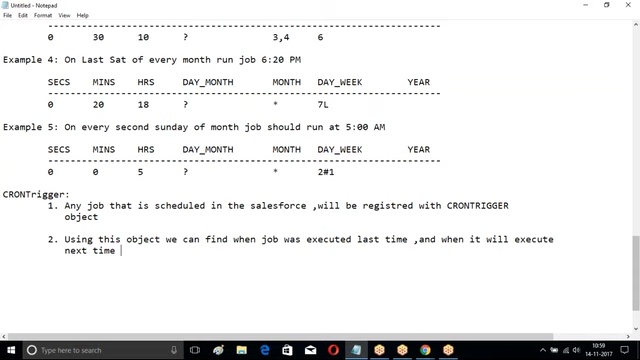 Untitled - Notepad
File Edit Format View Help
0 30 10 ? 3,4 6
Example 4: On Last Sat of every month run job 6:20 PM
SECS MINS HRS DAY_MONTH MONTH DAY_WEEK YEAR
0 20 18 ? * 7L
Example 5: On every second sunday of month job should run at 5:00 AM
SECS MINS HRS DAY_MONTH MONTH DAY_WEEK YEAR
0 0 5 ? * 2#1
CRONTrigger:
1. Any job that is scheduled in the salesforce ,will be registred with CRONTRIGGER
object
2. Using this object we can find when job was executed last time ,and when it will execute
next time
Type here to search
10:59
14-11-2017